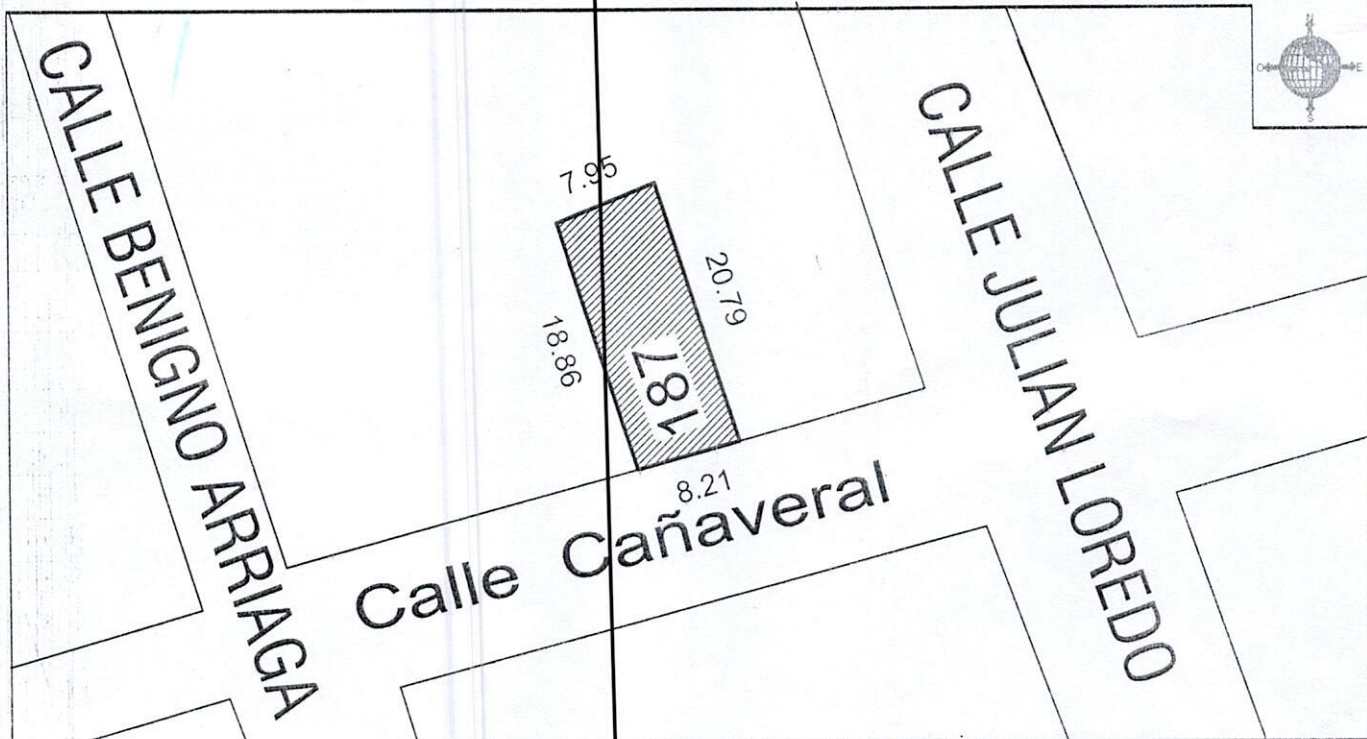 CALLE BENIGNO ARRIAGA
7.95
20.79
18.86
187
8.21
Calle Cañaveral
CALLE JULIAN LOREDO
N
O
E
S